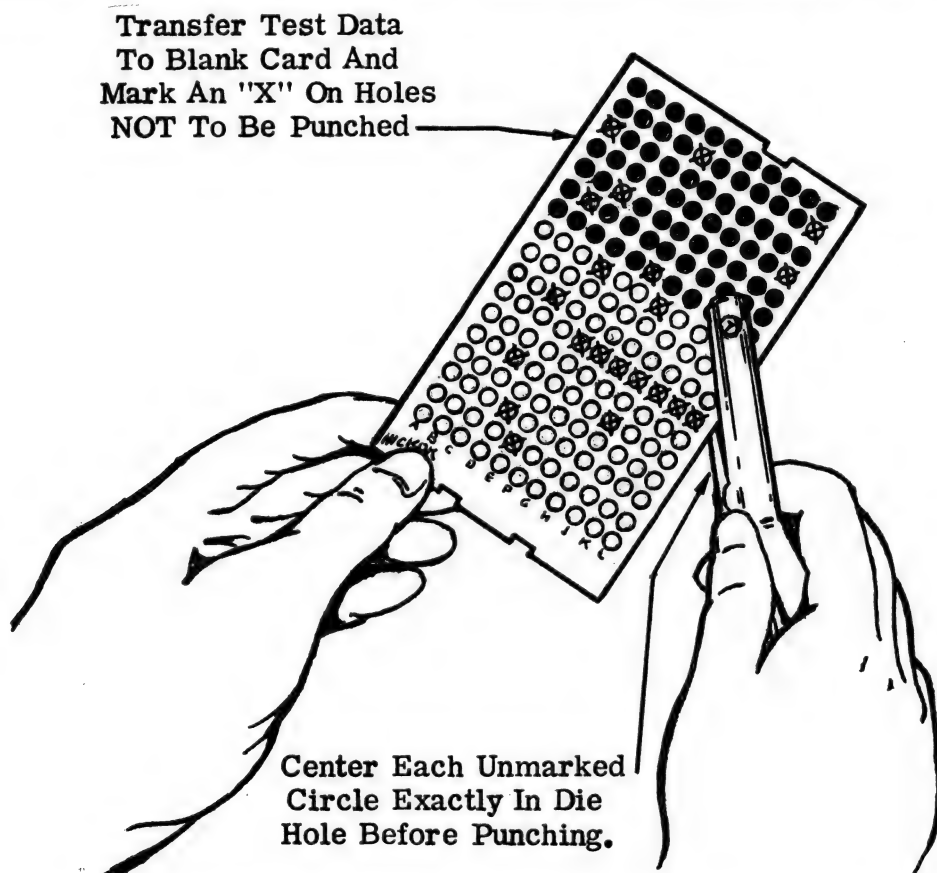 Transfer Test Data
To Blank Card And
Mark An "X" On Holes
NOT To Be Punched
HICKOK
A B C D E F G H J K L
Center Each Unmarked
Circle Exactly In Die
Hole Before Punching.